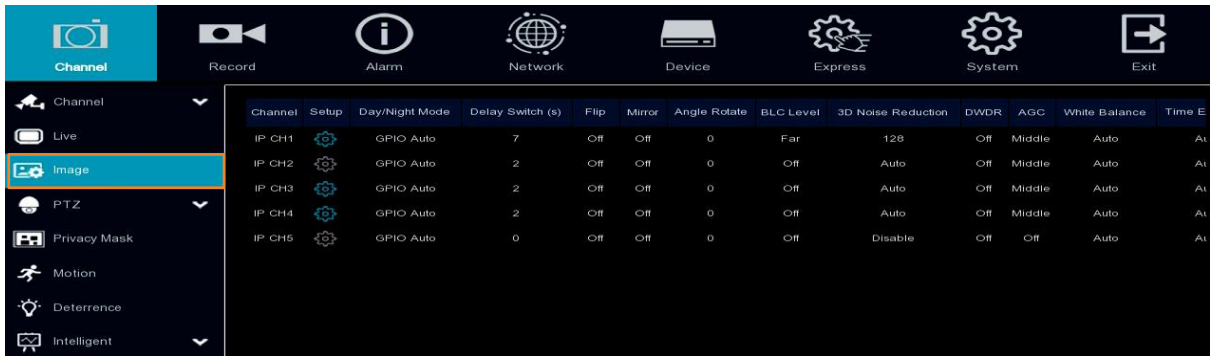 Channel Record Alarm Network Device Express System Exit
Channel
Live
Image
PTZ
Privacy Mask
Motion
Deterrence
Intelligent
Channel Setup Day/Night Mode Delay Switch (s) Flip Mirror Angle Rotate BLC Level 3D Noise Reduction DWDR AGC White Balance Time E
IP CH1 GPIO Auto 7 Off Off 0 Far 128 Off Middle Auto
IP CH2 GPIO Auto 2 Off Off 0 Off Auto Off Middle Auto
IP CH3 GPIO Auto 2 Off Off 0 Off Auto Off Middle Auto
IP CH4 GPIO Auto 2 Off Off 0 Off Auto Off Middle Auto
IP CH5 GPIO Auto 0 Off Off 0 Off Disable Off Off Auto